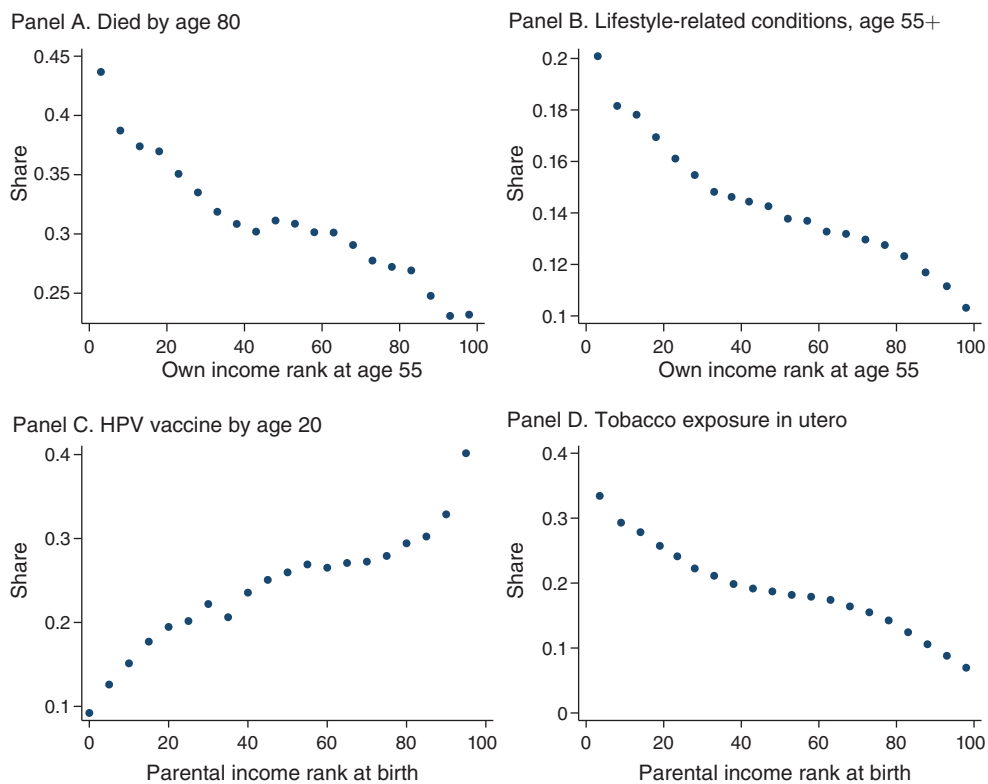 Panel A. Died by age 80
0.45
0.4
0.35
0.3
0.25
Share
0 20 40 60 80 100
Own income rank at age 55
Panel B. Lifestyle-related conditions, age 55+
0.2
0.18
0.16
0.14
0.12
0.1
Share
0 20 40 60 80 100
Own income rank at age 55
Panel C. HPV vaccine by age 20
0.4
0.3
0.2
0.1
Share
0 20 40 60 80 100
Parental income rank at birth
Panel D. Tobacco exposure in utero
0.4
0.3
0.2
0.1
0
Share
0 20 40 60 80 100
Parental income rank at birth